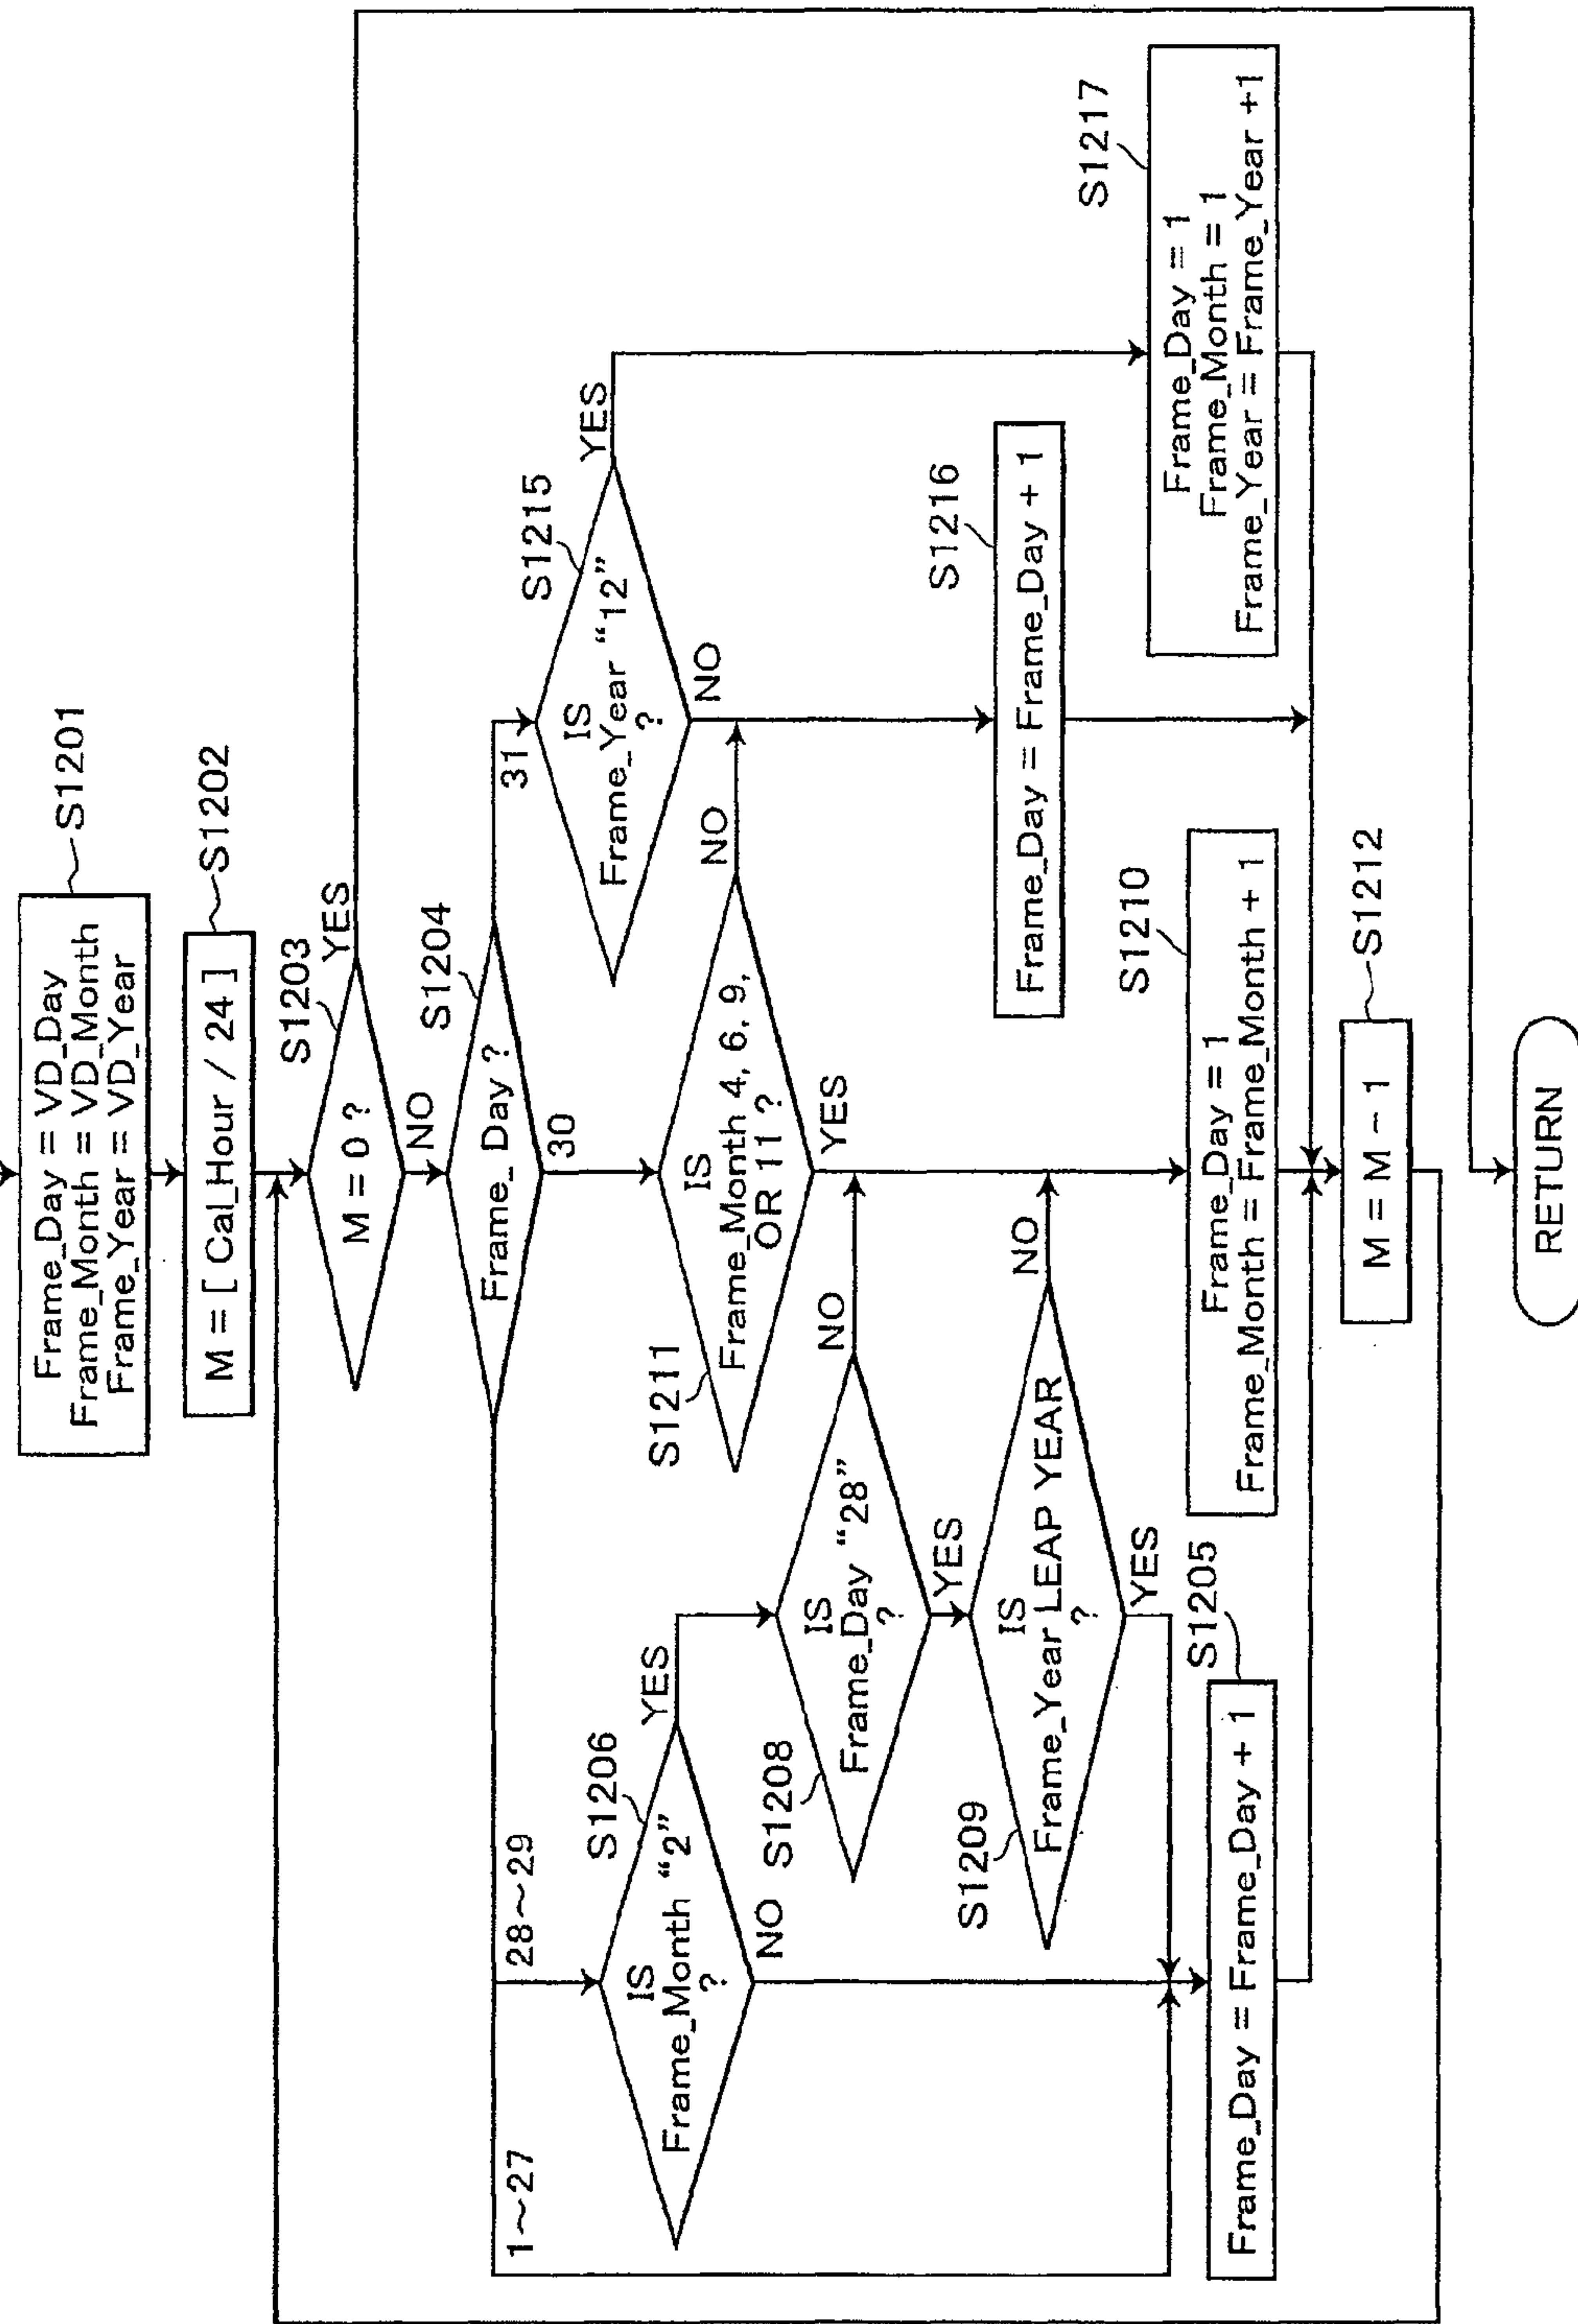 Frame_Day = VD_Day
Frame_Month = VD_Month
Frame_Year = VD_Year
S1201
M = [ Cal_Hour / 24 ]
S1202
S1203
M = 0 ?
YES
NO
S1204
Frame_Day ?
1~27
28~29
30
31
S1206
IS
Frame_Month “2”
?
YES
NO
S1211
IS
Frame_Month 4, 6, 9,
OR 11 ?
NO
YES
S1215
IS
Frame_Year “12”
?
YES
NO
S1208
IS
Frame_Day “28”
?
NO
YES
S1209
IS
Frame_Year LEAP YEAR
?
NO
YES
S1216
Frame_Day = Frame_Day + 1
S1205
Frame_Day = Frame_Day + 1
S1210
Frame_Day = 1
Frame_Month = Frame_Month + 1
S1217
Frame_Day = 1
Frame_Month = 1
Frame_Year = Frame_Year +1
M = M - 1
S1212
RETURN